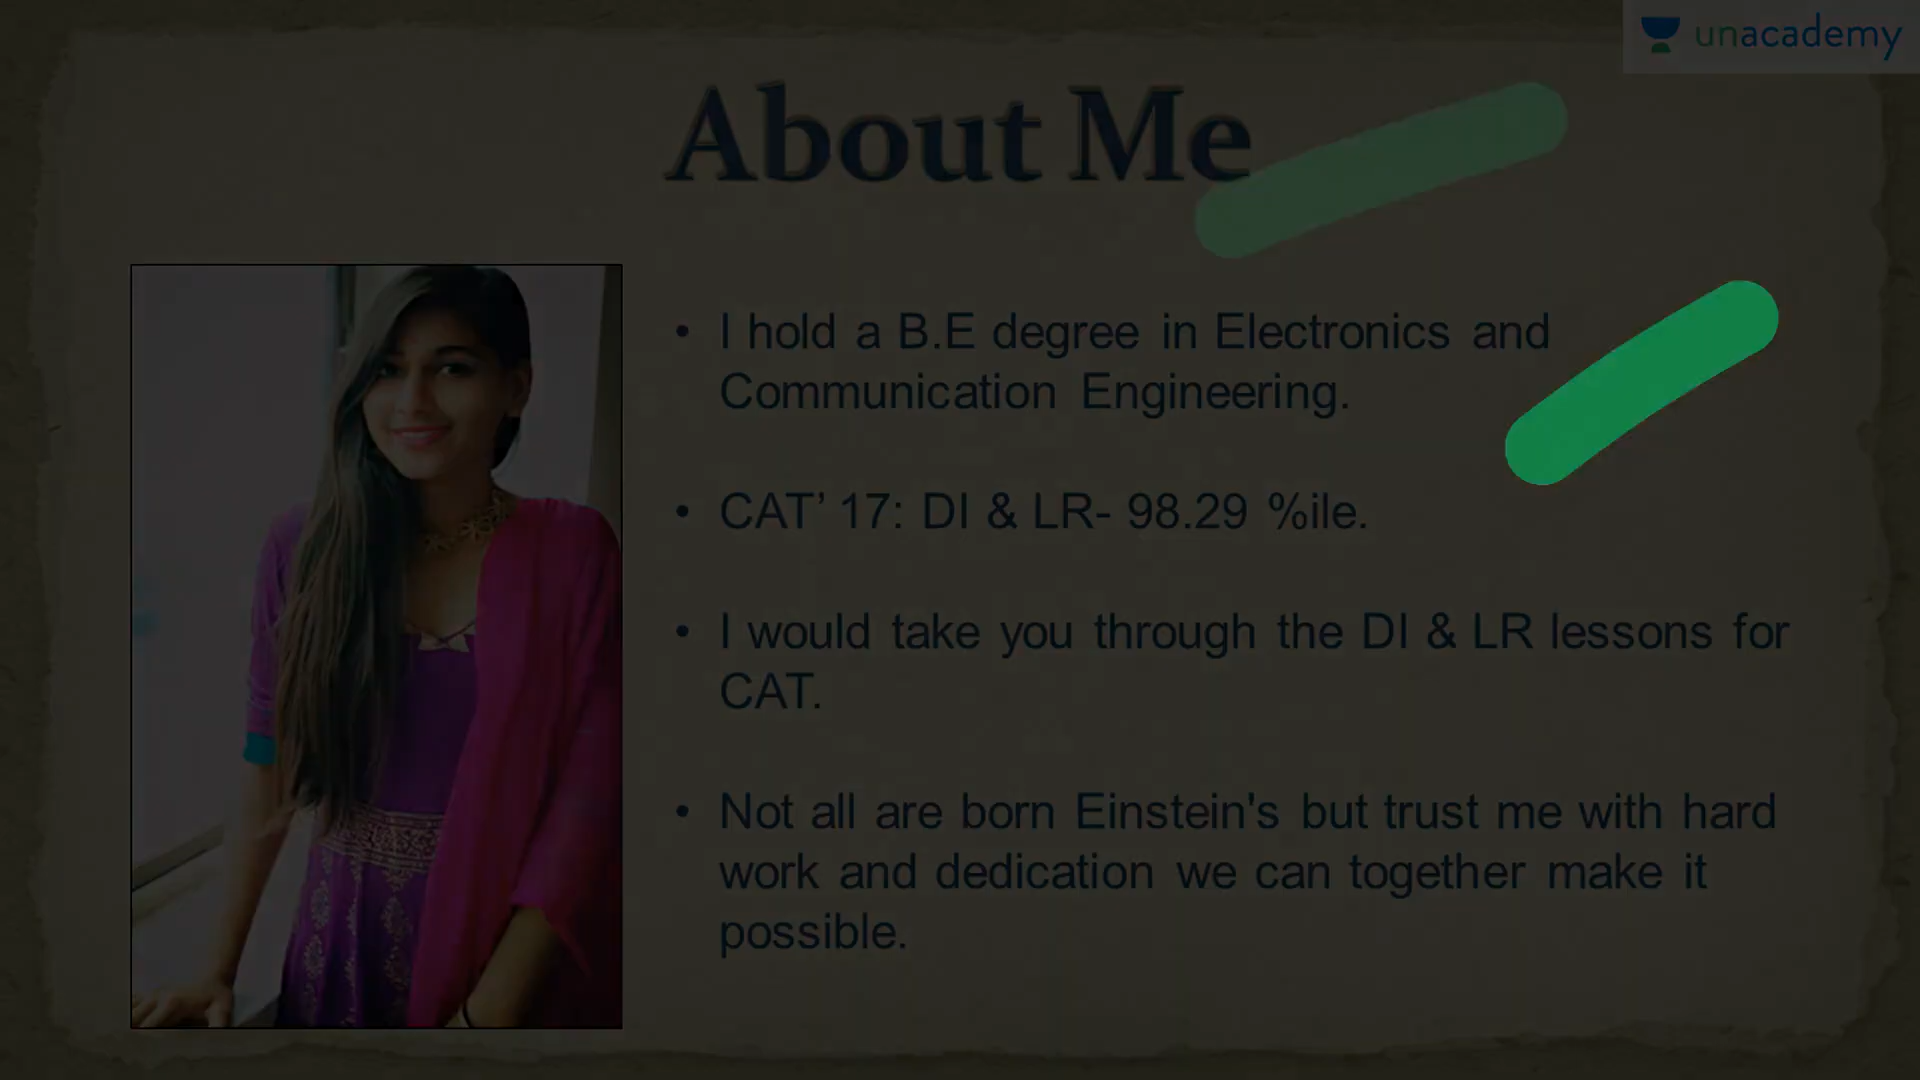 unacademy
About Me
• I hold a B.E degree in Electronics and
Communication Engineering.
• CAT’ 17: DI & LR- 98.29 %ile.
• I would take you through the DI & LR lessons for
CAT.
• Not all are born Einstein's but trust me with hard
work and dedication we can together make it
possible.